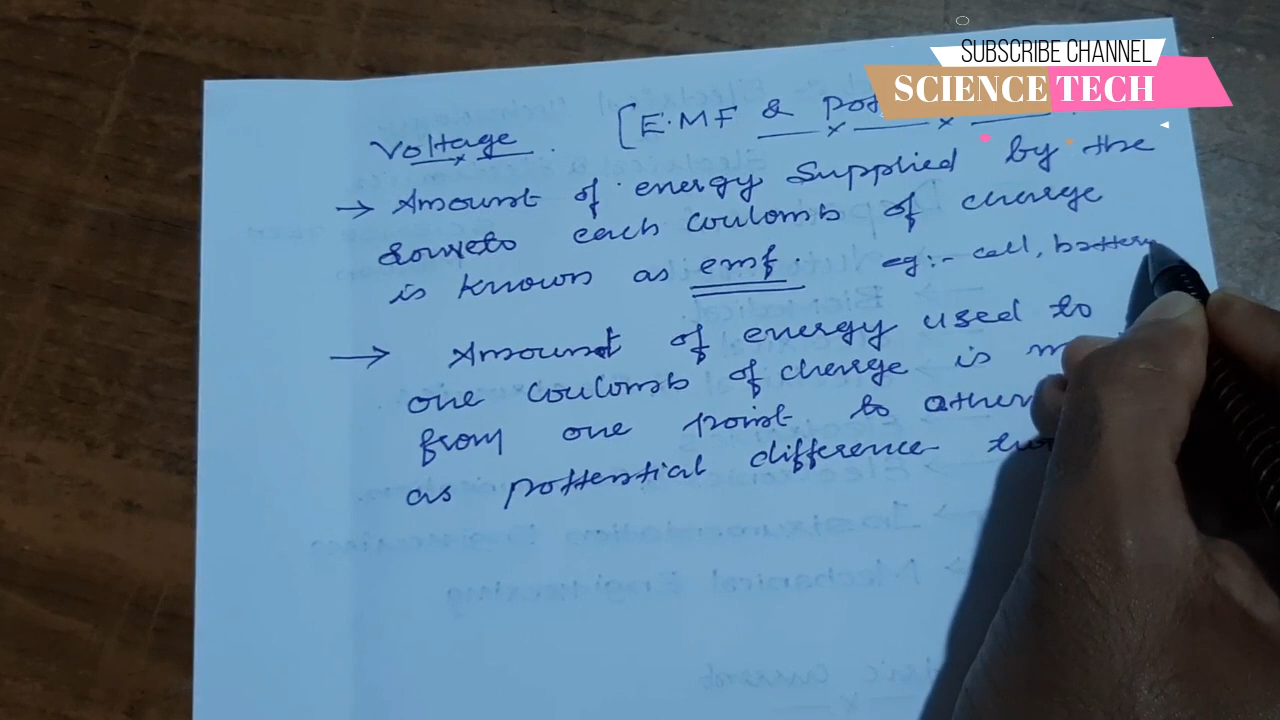 SUBSCRIBE CHANNEL
SCIENCE TECH
Voltage. [E.MF & pot
→ Amount of energy supplied by the
each coulomb of charge
is known as emf. eg:- cell, battery
→ Amount of energy used to
one coulomb of charge is m
from one point to other
as pottential difference